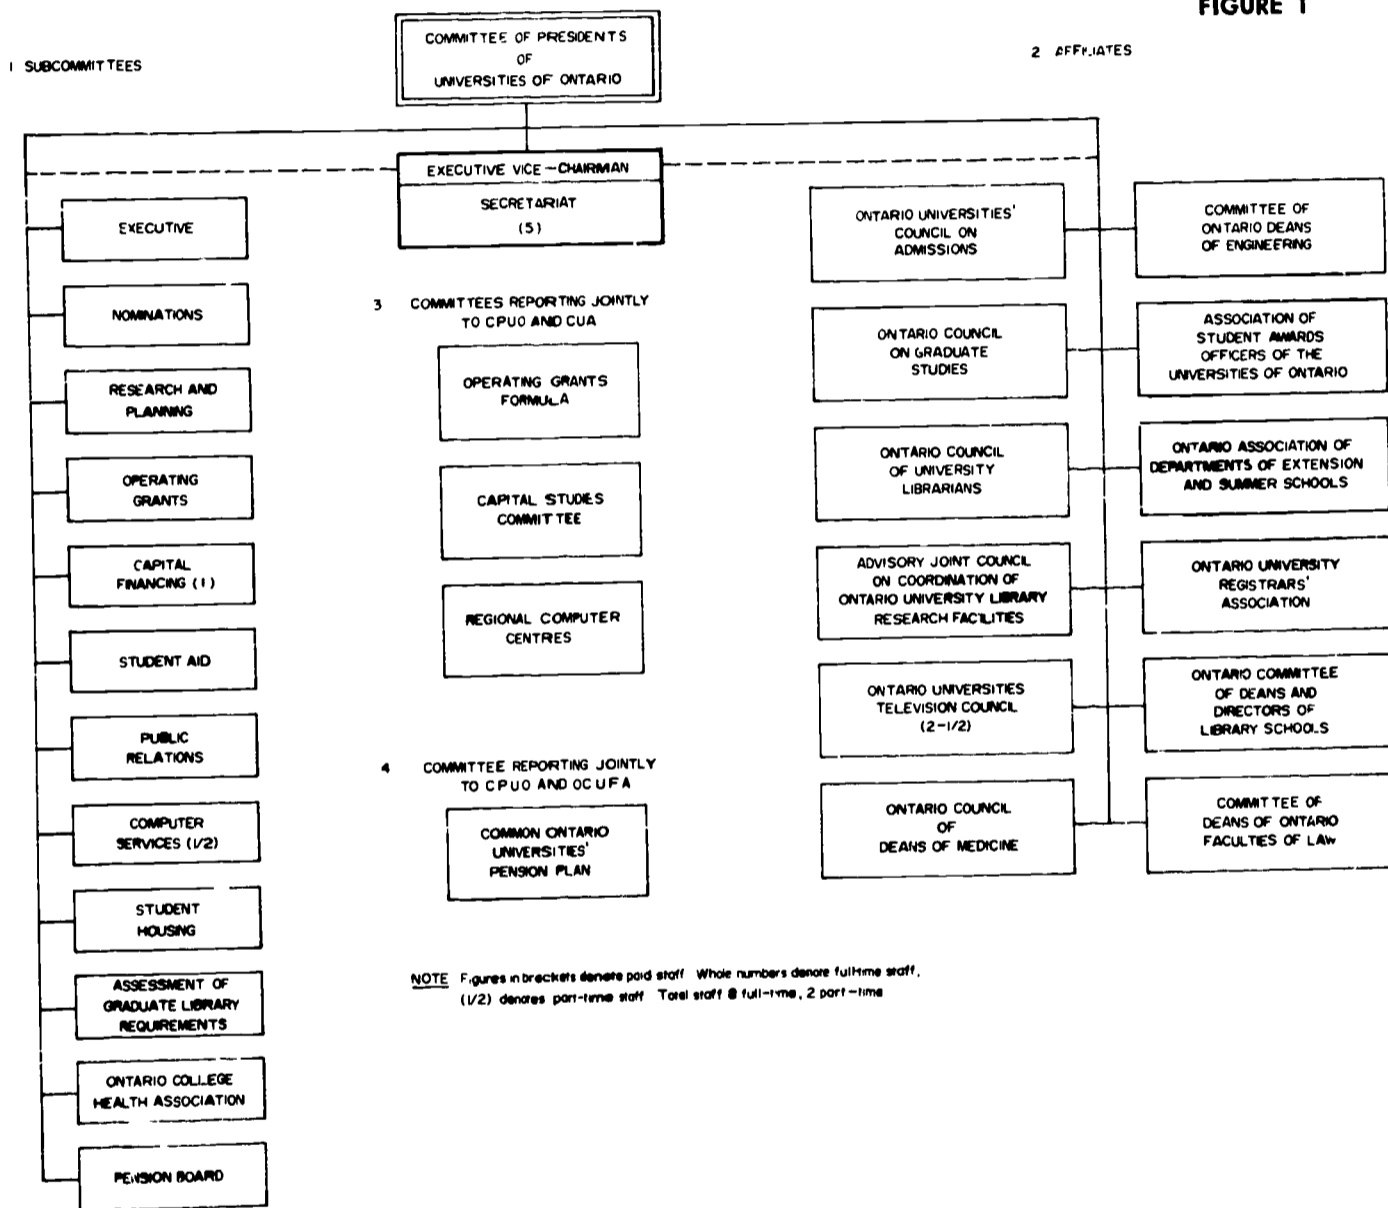 FIGURE 1
COMMITTEE OF PRESIDENTS
OF
UNIVERSITIES OF ONTARIO
1 SUBCOMMITTEES
2 AFFILIATES
EXECUTIVE VICE-CHAIRMAN
SECRETARIAT
(5)
EXECUTIVE
NOMINATIONS
RESEARCH AND
PLANNING
OPERATING
GRANTS
CAPITAL
FINANCING (1)
STUDENT AID
PUBLIC
RELATIONS
COMPUTER
SERVICES (1/2)
STUDENT
HOUSING
ASSESSMENT OF
GRADUATE LIBRARY
REQUIREMENTS
ONTARIO COLLEGE
HEALTH ASSOCIATION
PENSION BOARD
3 COMMITTEES REPORTING JOINTLY
TO CPUO AND CUA
OPERATING GRANTS
FORMULA
CAPITAL STUDIES
COMMITTEE
REGIONAL COMPUTER
CENTRES
4 COMMITTEE REPORTING JOINTLY
TO CPUO AND OCUFA
COMMON ONTARIO
UNIVERSITIES'
PENSION PLAN
ONTARIO UNIVERSITIES'
COUNCIL ON
ADMISSIONS
ONTARIO COUNCIL
ON GRADUATE
STUDIES
ONTARIO COUNCIL
OF UNIVERSITY
LIBRARIANS
ADVISORY JOINT COUNCIL
ON COORDINATION OF
ONTARIO UNIVERSITY LIBRARY
RESEARCH FACILITIES
ONTARIO UNIVERSITIES
TELEVISION COUNCIL
(2-1/2)
ONTARIO COUNCIL
OF
DEANS OF MEDICINE
COMMITTEE OF
ONTARIO DEANS
OF ENGINEERING
ASSOCIATION OF
STUDENT AWARDS
OFFICERS OF THE
UNIVERSITIES OF ONTARIO
ONTARIO ASSOCIATION OF
DEPARTMENTS OF EXTENSION
AND SUMMER SCHOOLS
ONTARIO UNIVERSITY
REGISTRARS'
ASSOCIATION
ONTARIO COMMITTEE
OF DEANS AND
DIRECTORS OF
LIBRARY SCHOOLS
COMMITTEE OF
DEANS OF ONTARIO
FACULTIES OF LAW
NOTE Figures in brackets denote paid staff Whole numbers denote fulltime staff,
(1/2) denotes part-time staff Total staff 8 full-time, 2 part-time